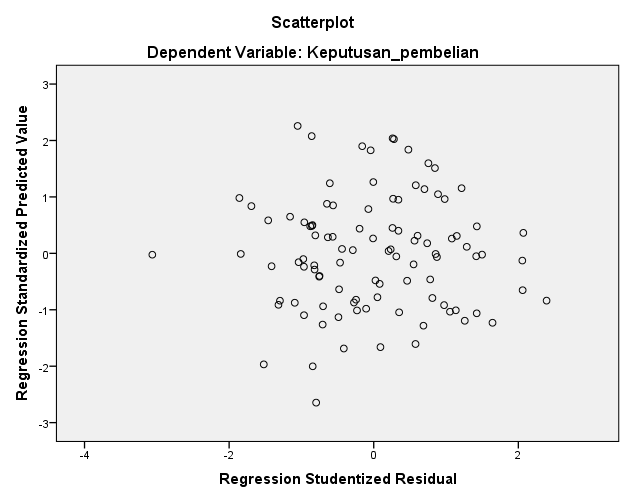 Scatterplot
Dependent Variable: Keputusan_pembelian
Regression Standardized Predicted Value
3
2
1
0
-1
-2
-3
-4
-2
0
2
Regression Studentized Residual